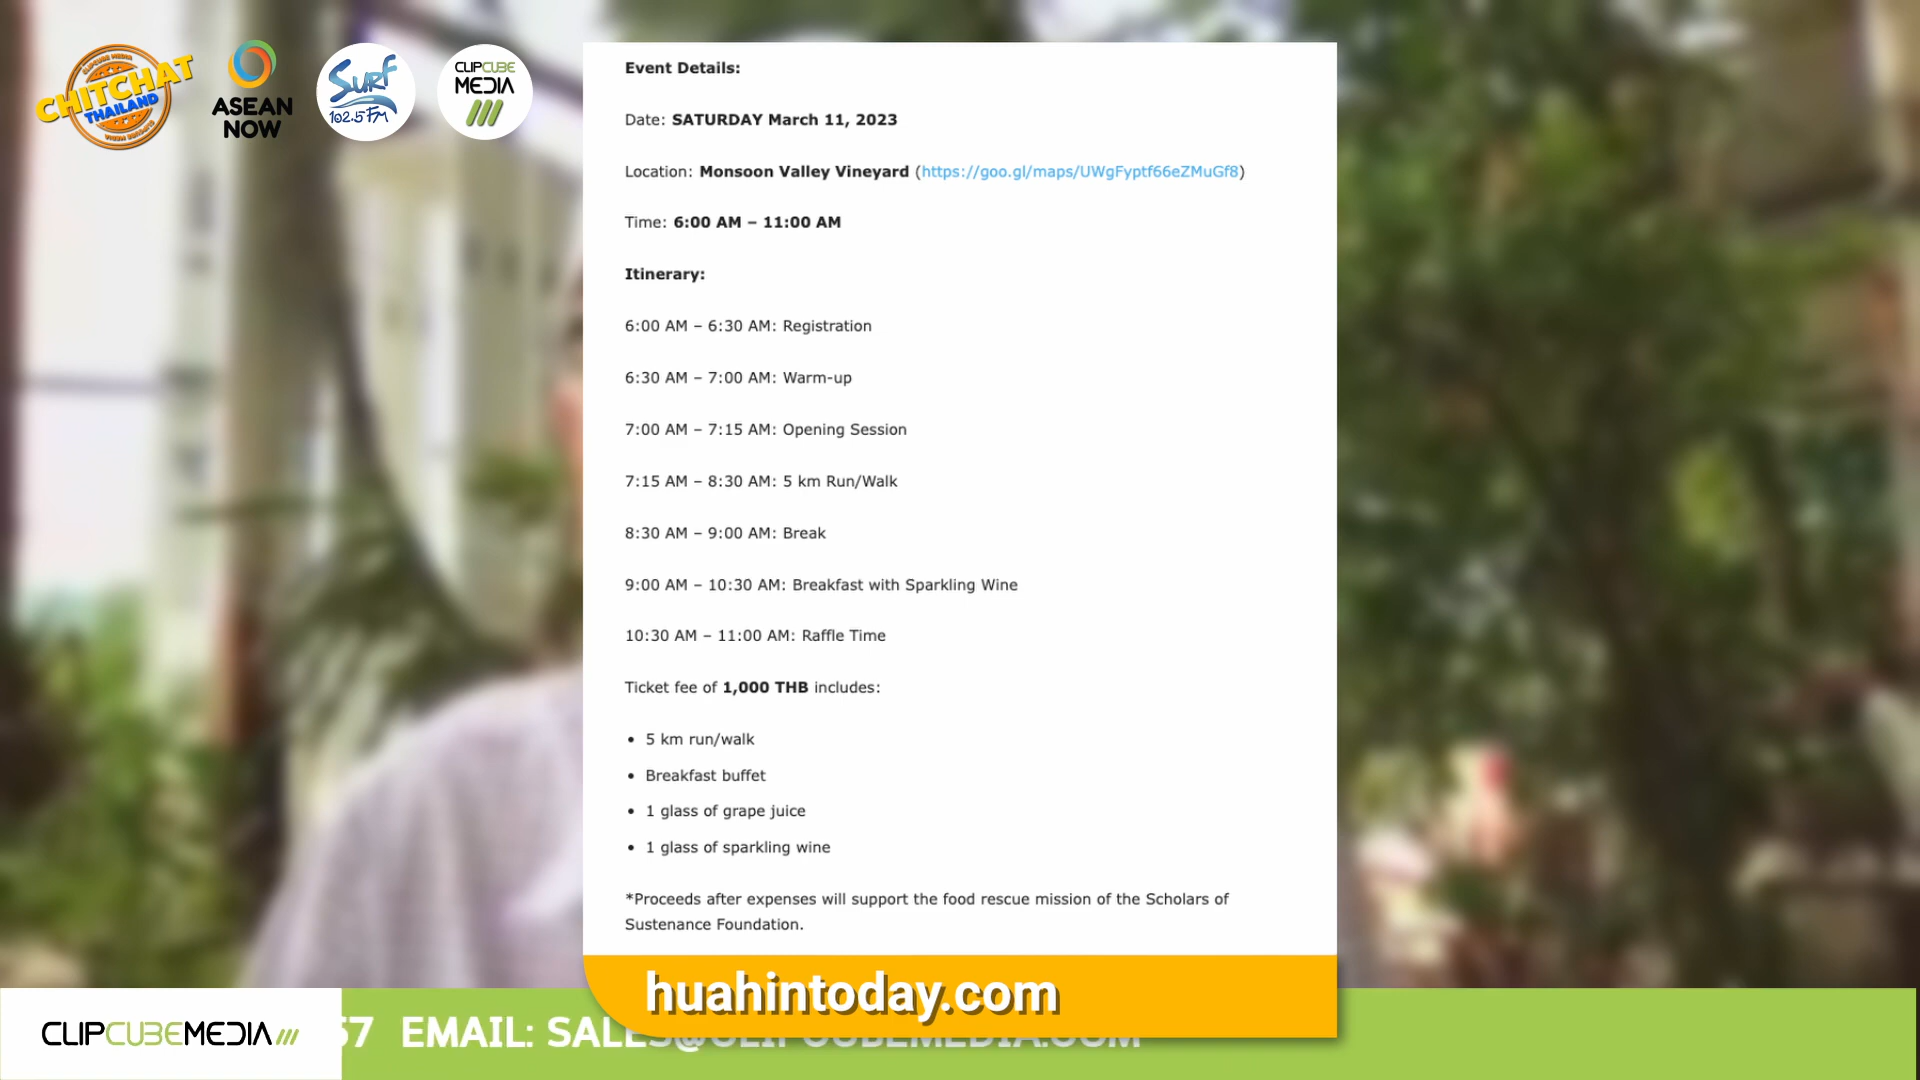 CHITCHAT
THAILAND
ASEAN
NOW
Surf
102.5 FM
CLIPCUBE
MEDIA
Event Details:
Date: SATURDAY March 11, 2023
Location: Monsoon Valley Vineyard (https://goo.gl/maps/UWgFyptf66eZMuGf8)
Time: 6:00 AM – 11:00 AM
Itinerary:
6:00 AM – 6:30 AM: Registration
6:30 AM – 7:00 AM: Warm-up
7:00 AM – 7:15 AM: Opening Session
7:15 AM – 8:30 AM: 5 km Run/Walk
8:30 AM – 9:00 AM: Break
9:00 AM – 10:30 AM: Breakfast with Sparkling Wine
10:30 AM – 11:00 AM: Raffle Time
Ticket fee of 1,000 THB includes:
• 5 km run/walk
• Breakfast buffet
• 1 glass of grape juice
• 1 glass of sparkling wine
*Proceeds after expenses will support the food rescue mission of the Scholars of
Sustenance Foundation.
huahintoday.com
CLIPCUBEMEDIA
57 EMAIL: SALES@CLIPCUBEMEDIA.COM